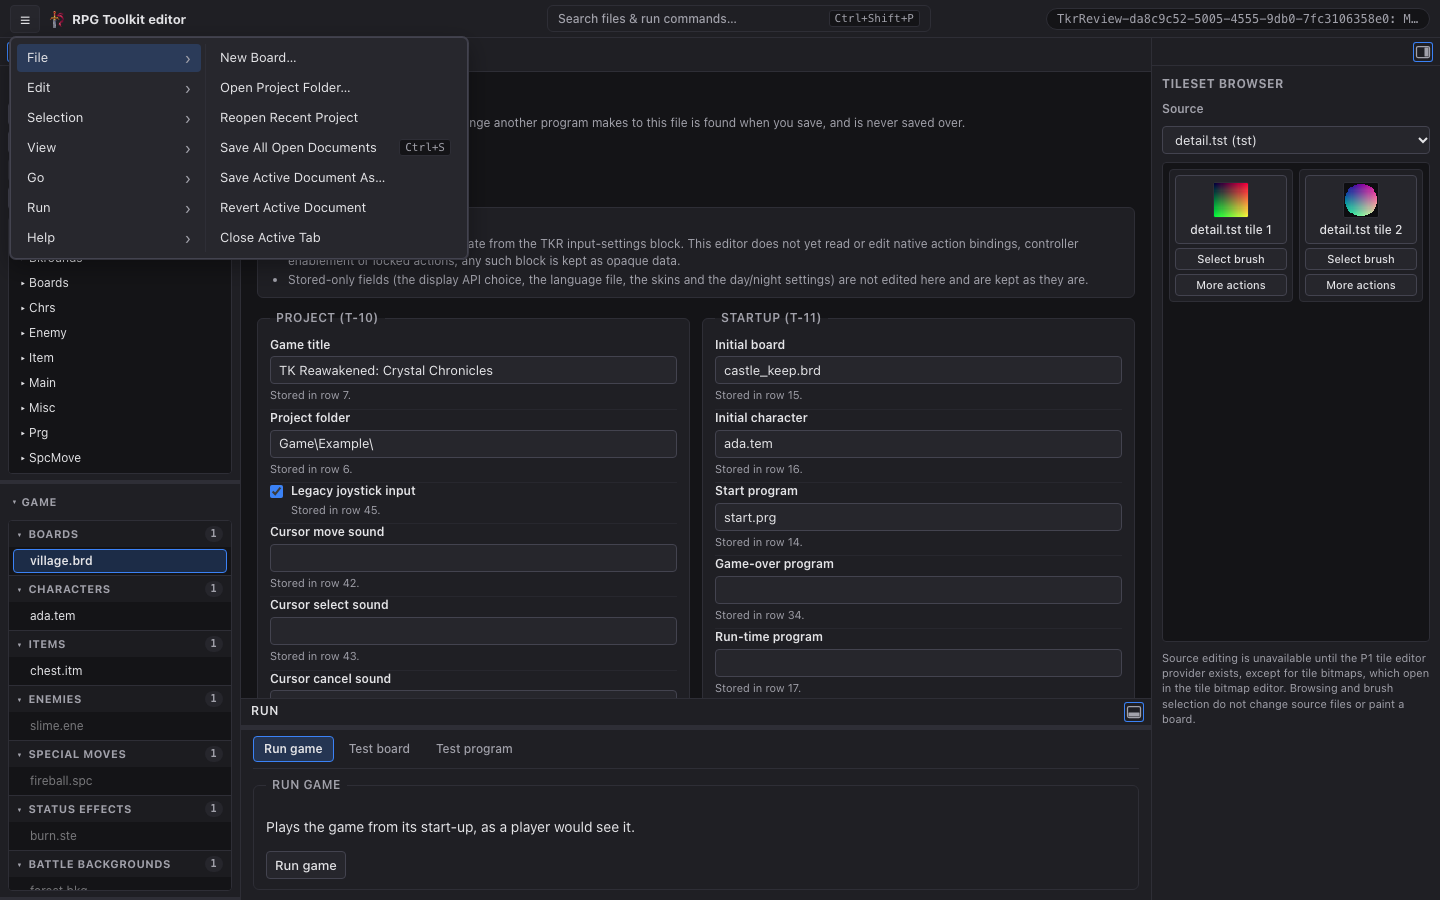 RPG Toolkit editor
Search files & run commands...
Ctrl+Shift+P
TkrReview-da8c9c52-5005-4555-9db0-7fc3106358e0: M...
File
Edit
Selection
View
Go
Run
Help
New Board...
Open Project Folder...
Reopen Recent Project
Save All Open Documents
Ctrl+S
Save Active Document As...
Revert Active Document
Close Active Tab
Boards
Chrs
Enemy
Item
Main
Misc
Prg
SpcMove
GAME
BOARDS
1
village.brd
CHARACTERS
1
ada.tem
ITEMS
1
chest.itm
ENEMIES
1
slime.ene
SPECIAL MOVES
1
fireball.spc
STATUS EFFECTS
1
burn.ste
BATTLE BACKGROUNDS
1
another program makes to this file is found when you save, and is never saved over.
from the TKR input-settings block. This editor does not yet read or edit native action bindings, controller
enablement or locked actions, any such block is kept as opaque data.
• Stored-only fields (the display API choice, the language file, the skins and the day/night settings) are not edited here and are kept as they are.
PROJECT (T-10)
Game title
TK Reawakened: Crystal Chronicles
Stored in row 7.
Project folder
Game\Example\
Stored in row 6.
Legacy joystick input
Stored in row 45.
Cursor move sound
Stored in row 42.
Cursor select sound
Stored in row 43.
Cursor cancel sound
STARTUP (T-11)
Initial board
castle_keep.brd
Stored in row 15.
Initial character
ada.tem
Stored in row 16.
Start program
start.prg
Stored in row 14.
Game-over program
Stored in row 34.
Run-time program
Stored in row 17.
RUN
Run game
Test board
Test program
RUN GAME
Plays the game from its start-up, as a player would see it.
Run game
TILESET BROWSER
Source
detail.tst (tst)
detail.tst tile 1
Select brush
More actions
detail.tst tile 2
Select brush
More actions
Source editing is unavailable until the P1 tile editor
provider exists, except for tile bitmaps, which open
in the tile bitmap editor. Browsing and brush
selection do not change source files or paint a
board.